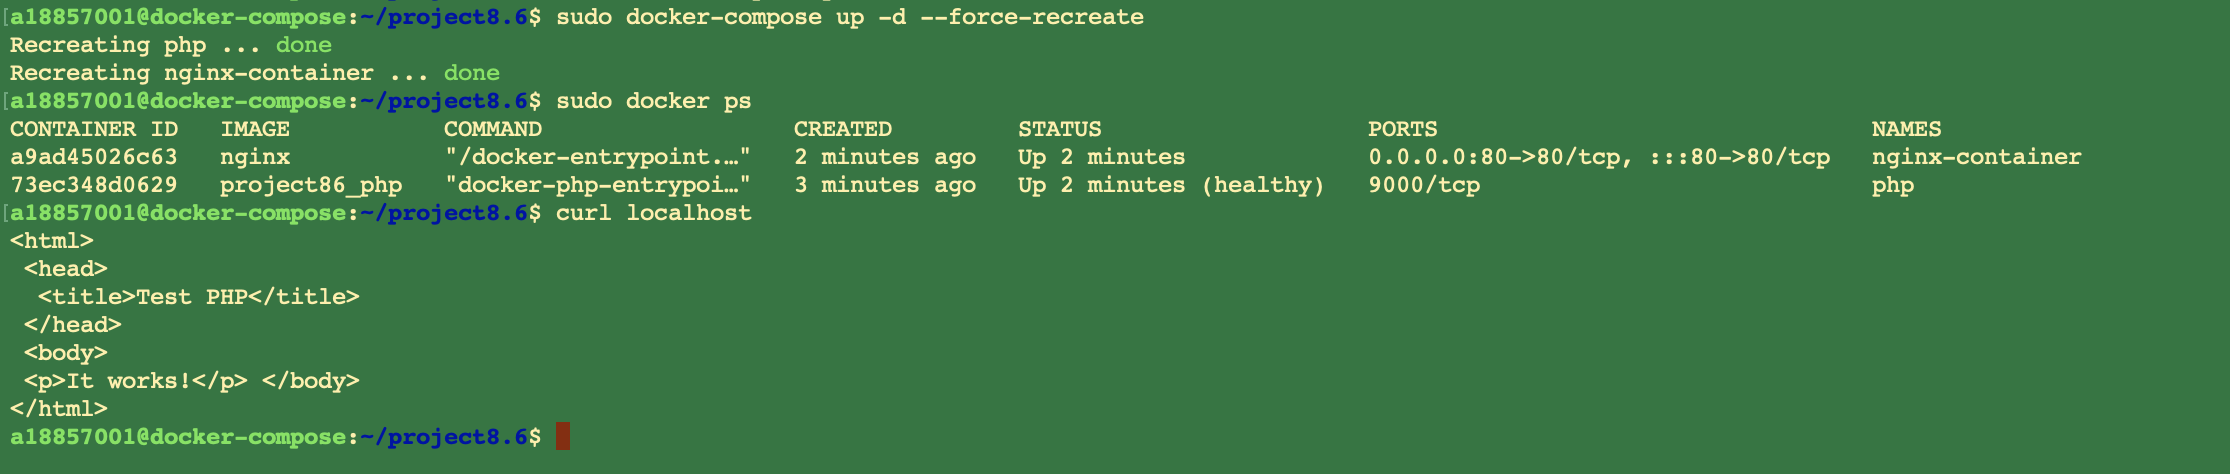 [a18857001@docker-compose:~/project8.6$ sudo docker-compose up -d --force-recreate
Recreating php ... done
Recreating nginx-container ... done
[a18857001@docker-compose:~/project8.6$ sudo docker ps
CONTAINER ID   IMAGE           COMMAND                  CREATED         STATUS                   PORTS                               NAMES
a9ad45026c63   nginx           "/docker-entrypoint.…"   2 minutes ago   Up 2 minutes             0.0.0.0:80->80/tcp, :::80->80/tcp   nginx-container
73ec348d0629   project86_php   "docker-php-entrypoi…"   3 minutes ago   Up 2 minutes (healthy)   9000/tcp                            php
[a18857001@docker-compose:~/project8.6$ curl localhost
<html>
 <head>
  <title>Test PHP</title>
 </head>
 <body>
 <p>It works!</p> </body>
</html>
a18857001@docker-compose:~/project8.6$